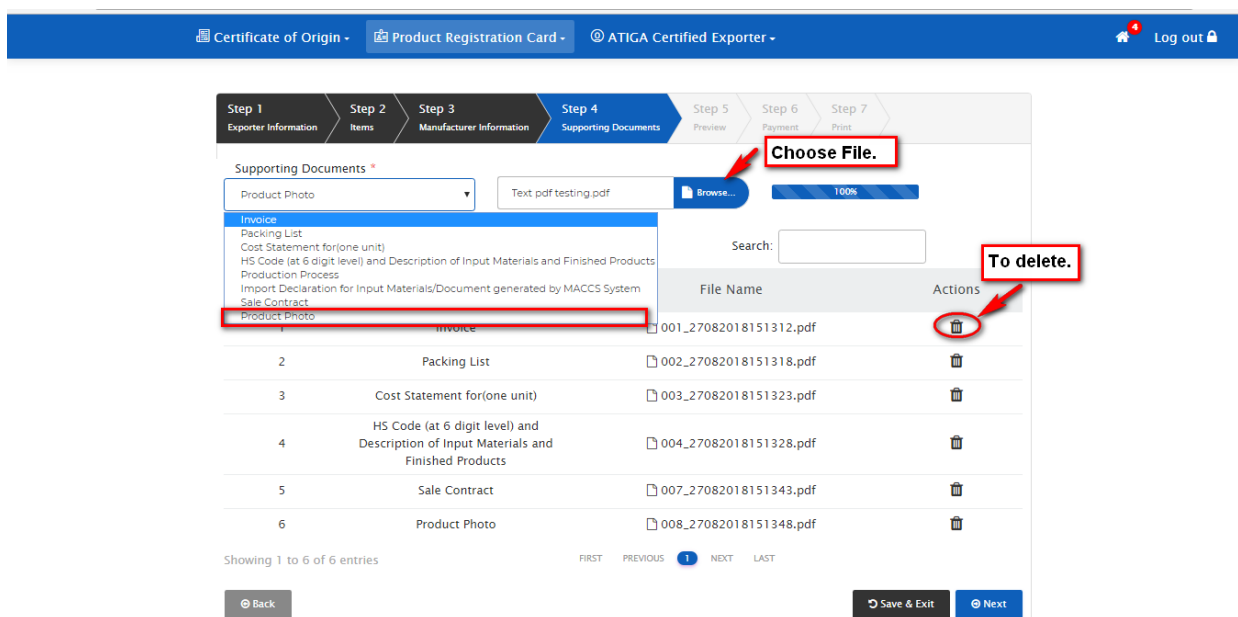 Certificate of Origin Product Registration Card ATIGA Certified Exporter 4 Log out
Step 1 Step 2 Step 3 Step 4 Step 5 Step 6 Step 7
Exporter Information Items Manufacturer Information Supporting Documents Preview Payment Print
Choose File.
Supporting Documents *
Product Photo Text pdf testing.pdf Browse... 100%
Invoice
Packing List
Cost Statement for(one unit)
HS Code (at 6 digit level) and Description of Input Materials and Finished Products
Production Process
Import Declaration for Input Materials/Document generated by MACCS System
Sale Contract
Product Photo
Search:
To delete.
File Name Actions
1 Invoice 001_27082018151312.pdf
2 Packing List 002_27082018151318.pdf
3 Cost Statement for(one unit) 003_27082018151323.pdf
HS Code (at 6 digit level) and
4 Description of Input Materials and 004_27082018151328.pdf
Finished Products
5 Sale Contract 007_27082018151343.pdf
6 Product Photo 008_27082018151348.pdf
Showing 1 to 6 of 6 entries FIRST PREVIOUS 1 NEXT LAST
Back Save & Exit Next